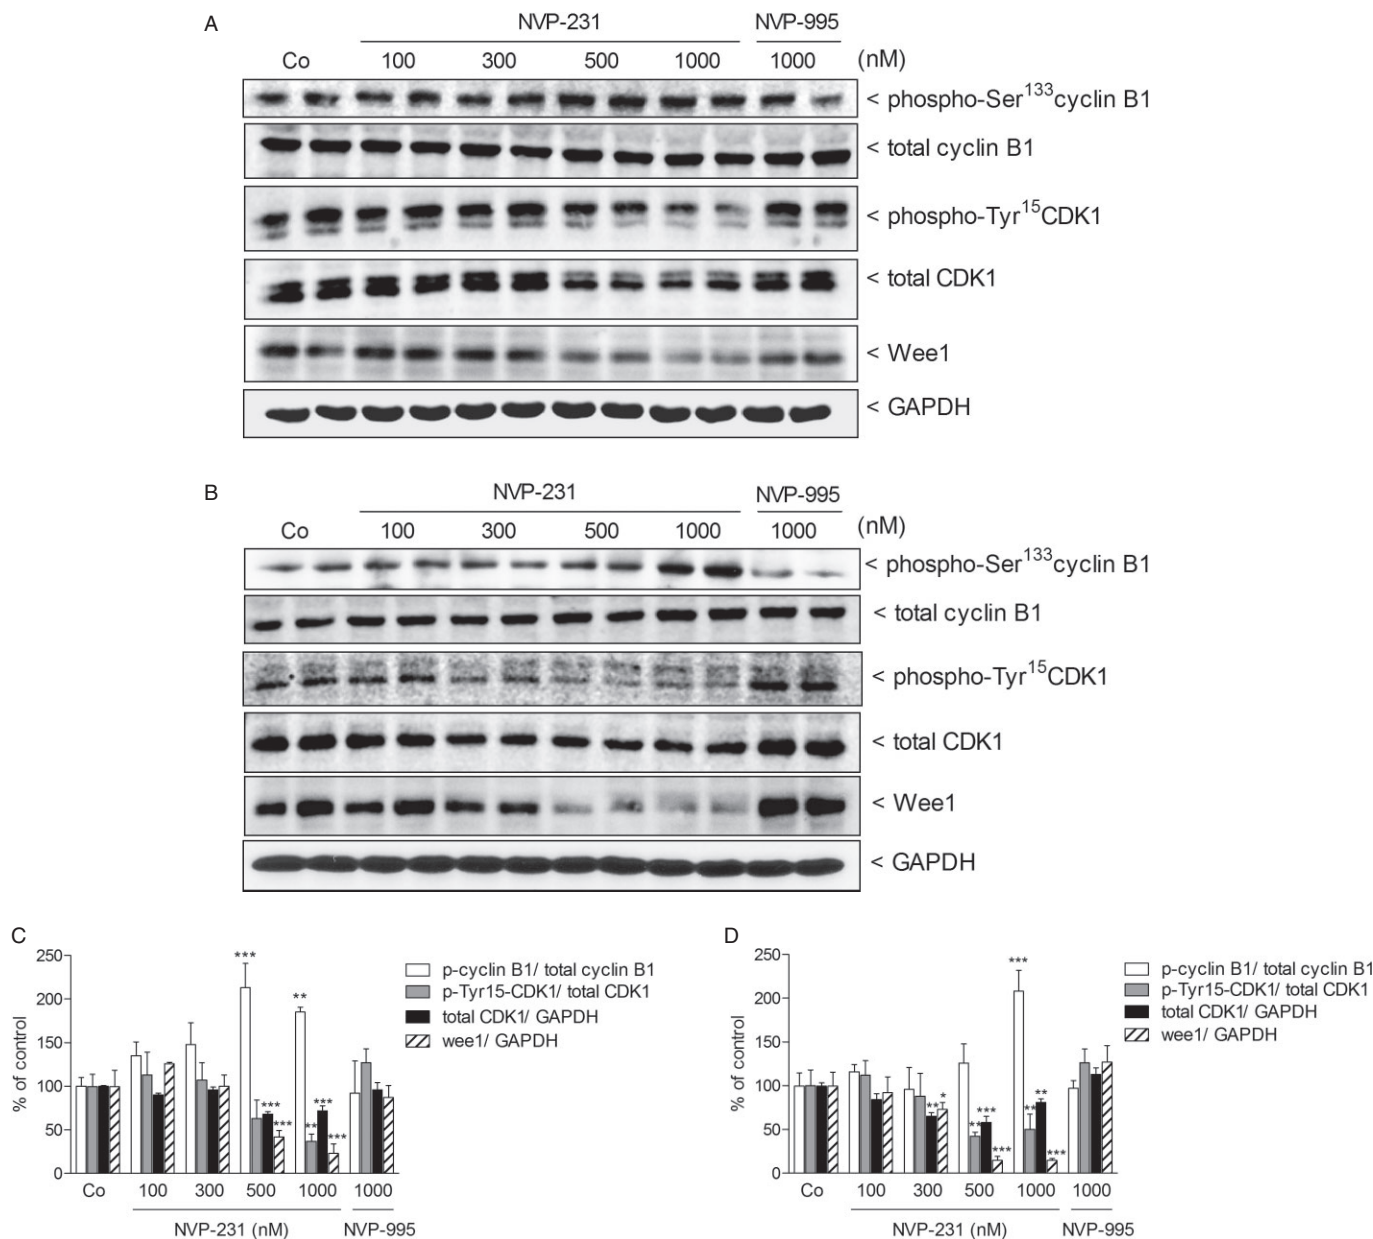 A
NVP-231 NVP-995
Co 100 300 500 1000 1000 (nM)
< phospho-Ser133cyclin B1
< total cyclin B1
< phospho-Tyr15CDK1
< total CDK1
< Wee1
< GAPDH
B
NVP-231 NVP-995
Co 100 300 500 1000 1000 (nM)
< phospho-Ser133cyclin B1
< total cyclin B1
< phospho-Tyr15CDK1
< total CDK1
< Wee1
< GAPDH
C
% of control
250
200
150
100
50
0
*** **
*** *** ***
** *** ***
p-cyclin B1/ total cyclin B1
p-Tyr15-CDK1/ total CDK1
total CDK1/ GAPDH
wee1/ GAPDH
Co 100 300 500 1000 1000
NVP-231 (nM) NVP-995
D
% of control
250
200
150
100
50
0
***
** * ** *** *** ** ** ***
p-cyclin B1/ total cyclin B1
p-Tyr15-CDK1/ total CDK1
total CDK1/ GAPDH
wee1/ GAPDH
Co 100 300 500 1000 1000
NVP-231 (nM) NVP-995